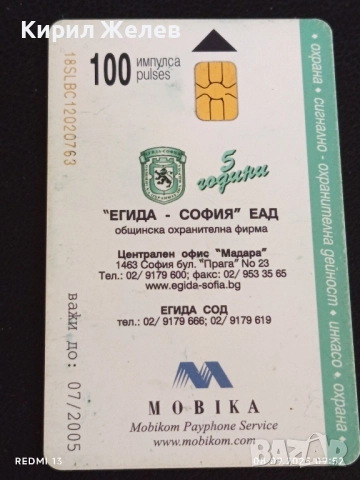 Кирил Желев
18SLBC12020763
100 импулса
pulses
5
години
"ЕГИДА - СОФИЯ" ЕАД
общинска охранителна фирма
Централен офис "Мадара"
1463 София бул. "Прага" No 23
Тел.: 02/ 9179 600; факс: 02/ 953 35 65
www.egida-sofia.bg
ЕГИДА СОД
тел.: 02/ 9179 666; 02/ 9179 619
важи до: 07/2005
MOBIKA
Mobikom Payphone Service
www.mobikom.com
• охрана • сигнално - охранителна дейност • инкасо • охрана
REDMI 13
БАЗАР